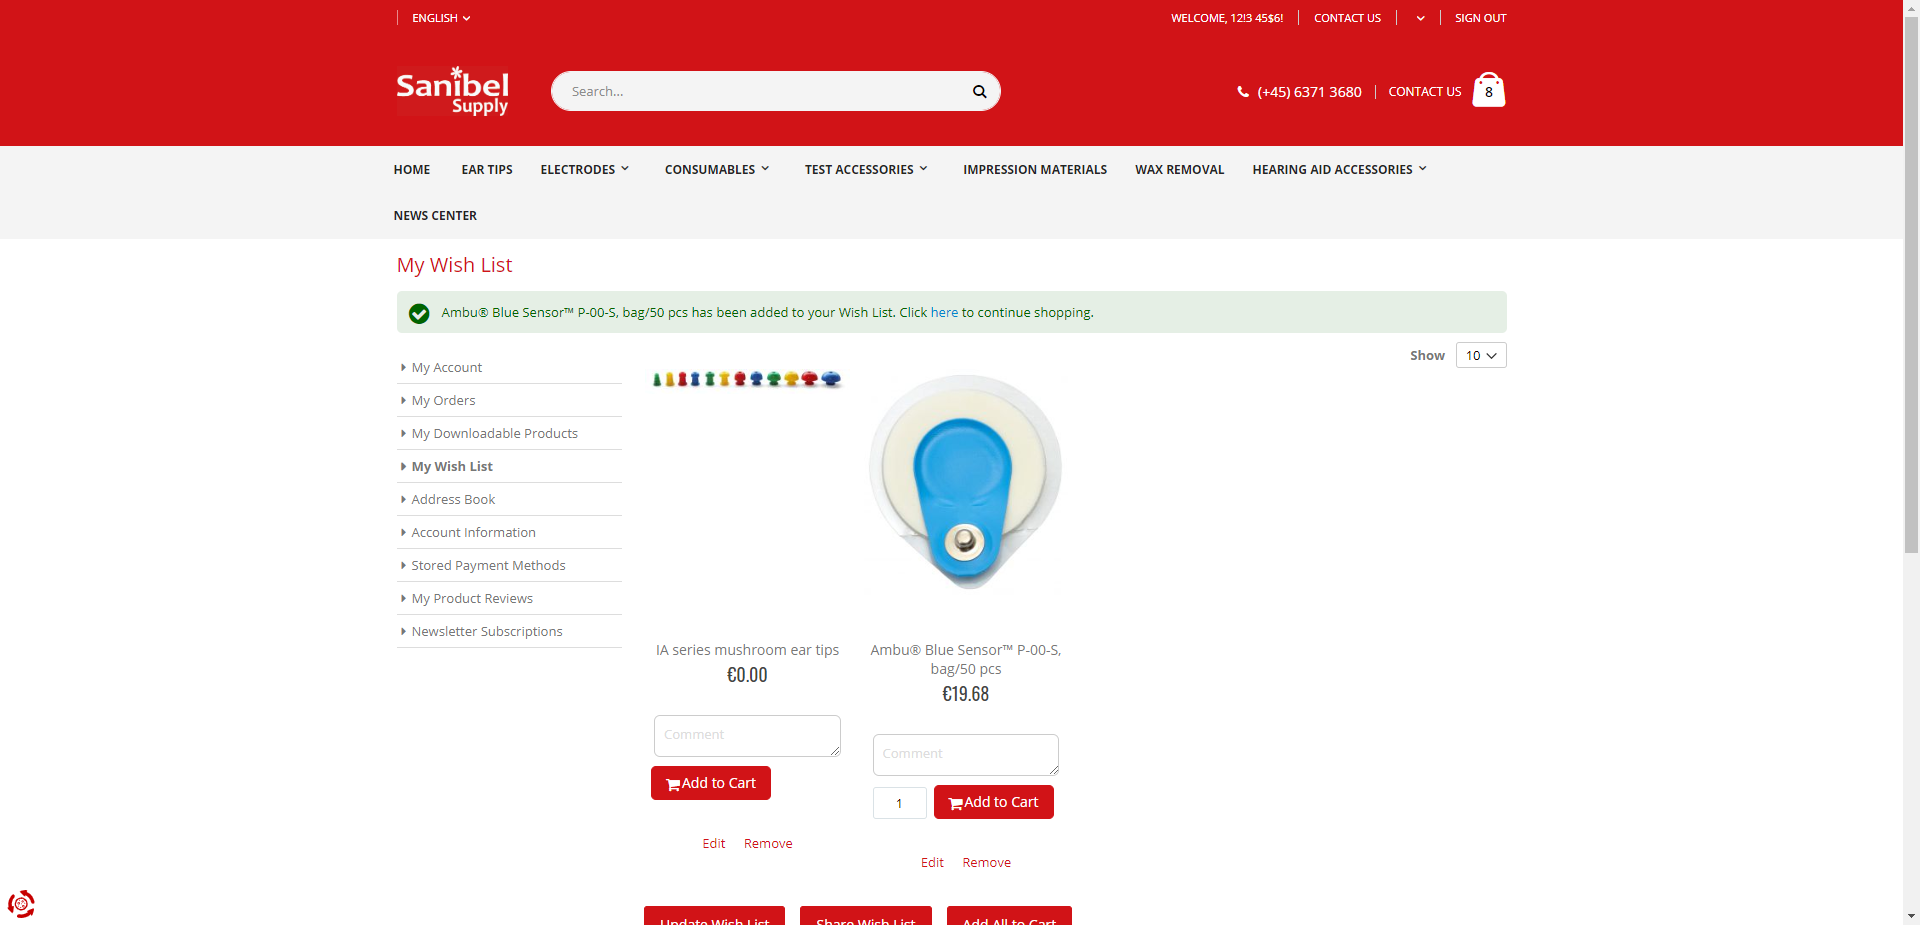 ENGLISH
WELCOME, 12!3 45$6!
CONTACT US
SIGN OUT
Sanibel
Supply
Search...
(+45) 6371 3680
CONTACT US
8
HOME
EAR TIPS
ELECTRODES
CONSUMABLES
TEST ACCESSORIES
IMPRESSION MATERIALS
WAX REMOVAL
HEARING AID ACCESSORIES
NEWS CENTER
My Wish List
Ambu® Blue Sensor™ P-00-S, bag/50 pcs has been added to your Wish List. Click here to continue shopping.
Show 10
My Account
My Orders
My Downloadable Products
My Wish List
Address Book
Account Information
Stored Payment Methods
My Product Reviews
Newsletter Subscriptions
IA series mushroom ear tips
€0.00
Comment
Add to Cart
Edit Remove
Ambu® Blue Sensor™ P-00-S,
bag/50 pcs
€19.68
Comment
1
Add to Cart
Edit Remove
Update Wish List
Share Wish List
Add All to Cart